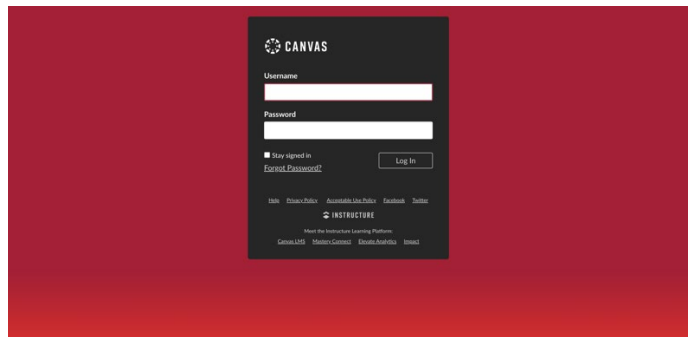 CANVAS
Username
Password
Stay signed in
Log In
Forgot Password?
Help Privacy Policy Acceptable Use Policy Facebook Twitter
INSTRUCTURE
Meet the Instructure Learning Platform:
Canvas LMS Mastery Connect Elevate Analytics Impact